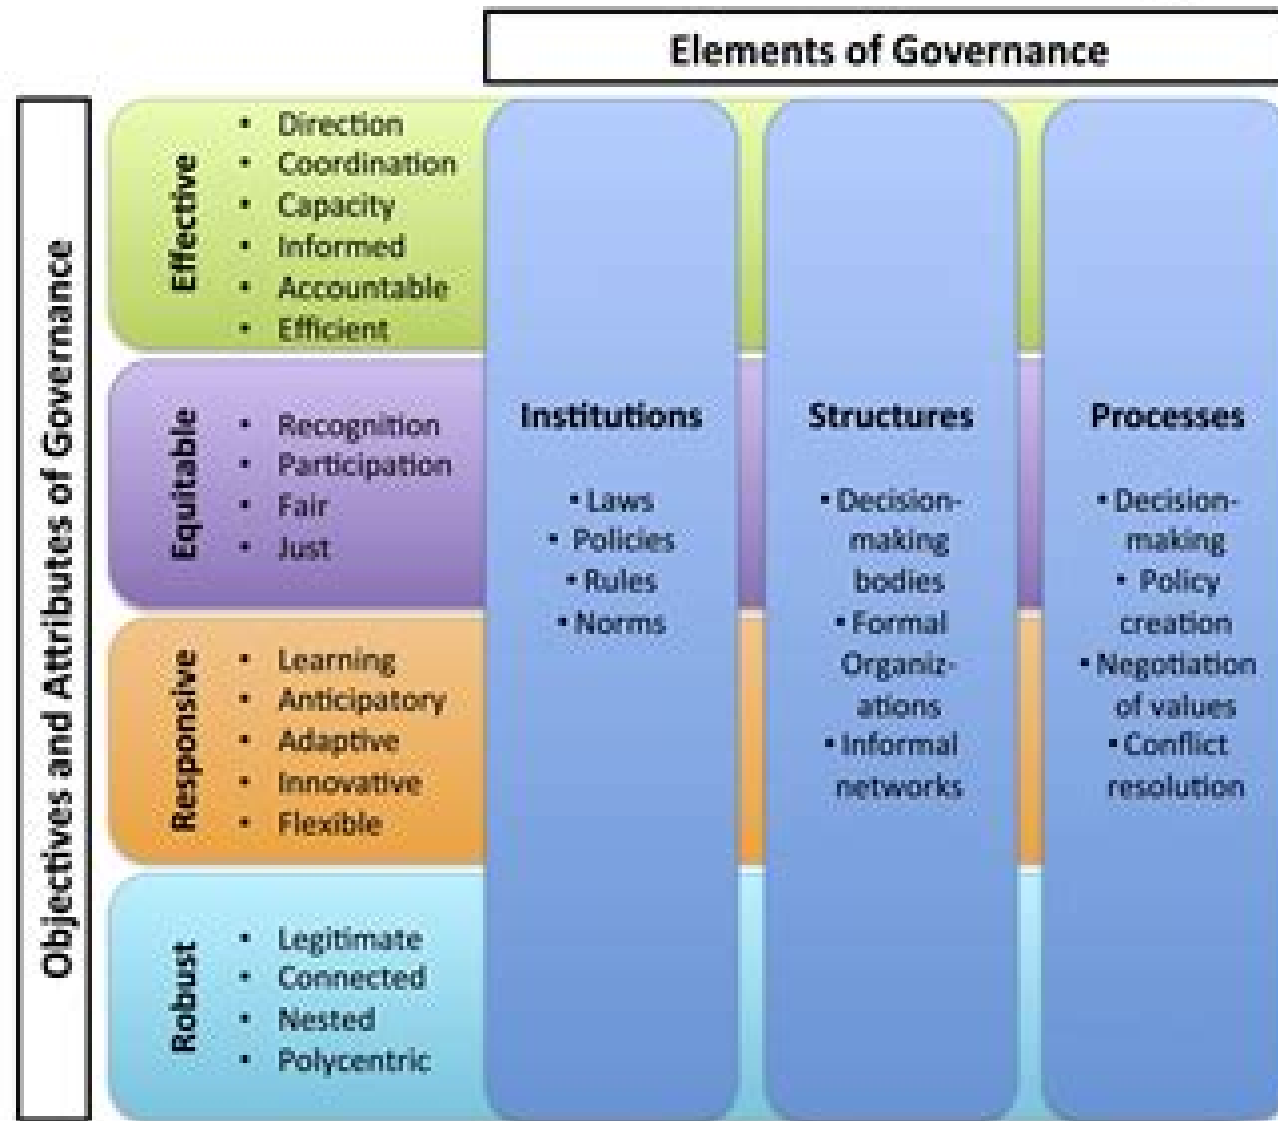 Elements of Governance
Objectives and Attributes of Governance
Effective
• Direction
• Coordination
• Capacity
• Informed
• Accountable
• Efficient
Equitable
• Recognition
• Participation
• Fair
• Just
Responsive
• Learning
• Anticipatory
• Adaptive
• Innovative
• Flexible
Robust
• Legitimate
• Connected
• Nested
• Polycentric
Institutions
• Laws
• Policies
• Rules
• Norms
Structures
• Decision-
making
bodies
• Formal
Organiz-
ations
• Informal
networks
Processes
• Decision-
making
• Policy
creation
• Negotiation
of values
• Conflict
resolution